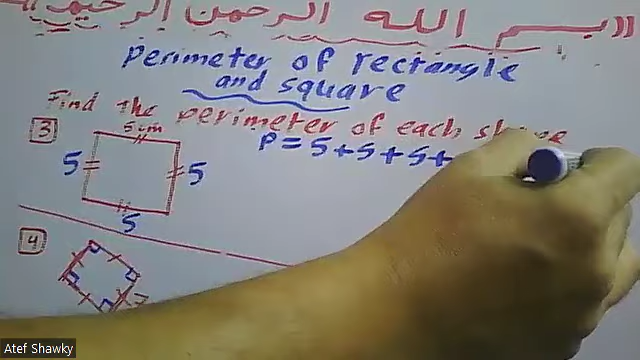 ((بسم الله الرحمن الرحيم
Perimeter of rectangle
and square
Find the perimeter of each shape
3
5 cm
P = 5 + 5 + 5 +
5
5
5
4
Atef Shawky